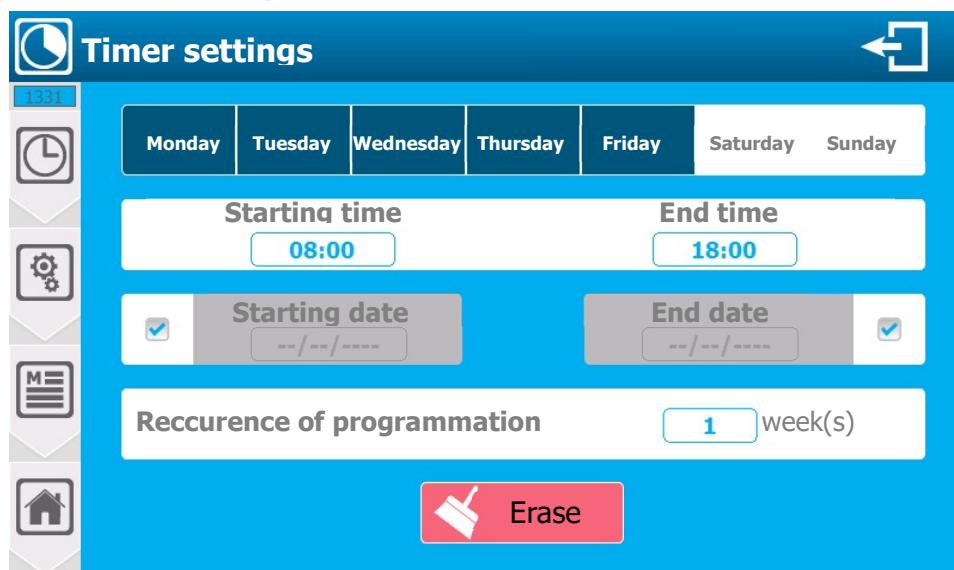 Timer settings
1331
Monday Tuesday Wednesday Thursday Friday Saturday Sunday
Starting time End time
08:00 18:00
Starting date End date
--/--/---- --/--/----
M
Reccurence of programmation 1 week(s)
Erase